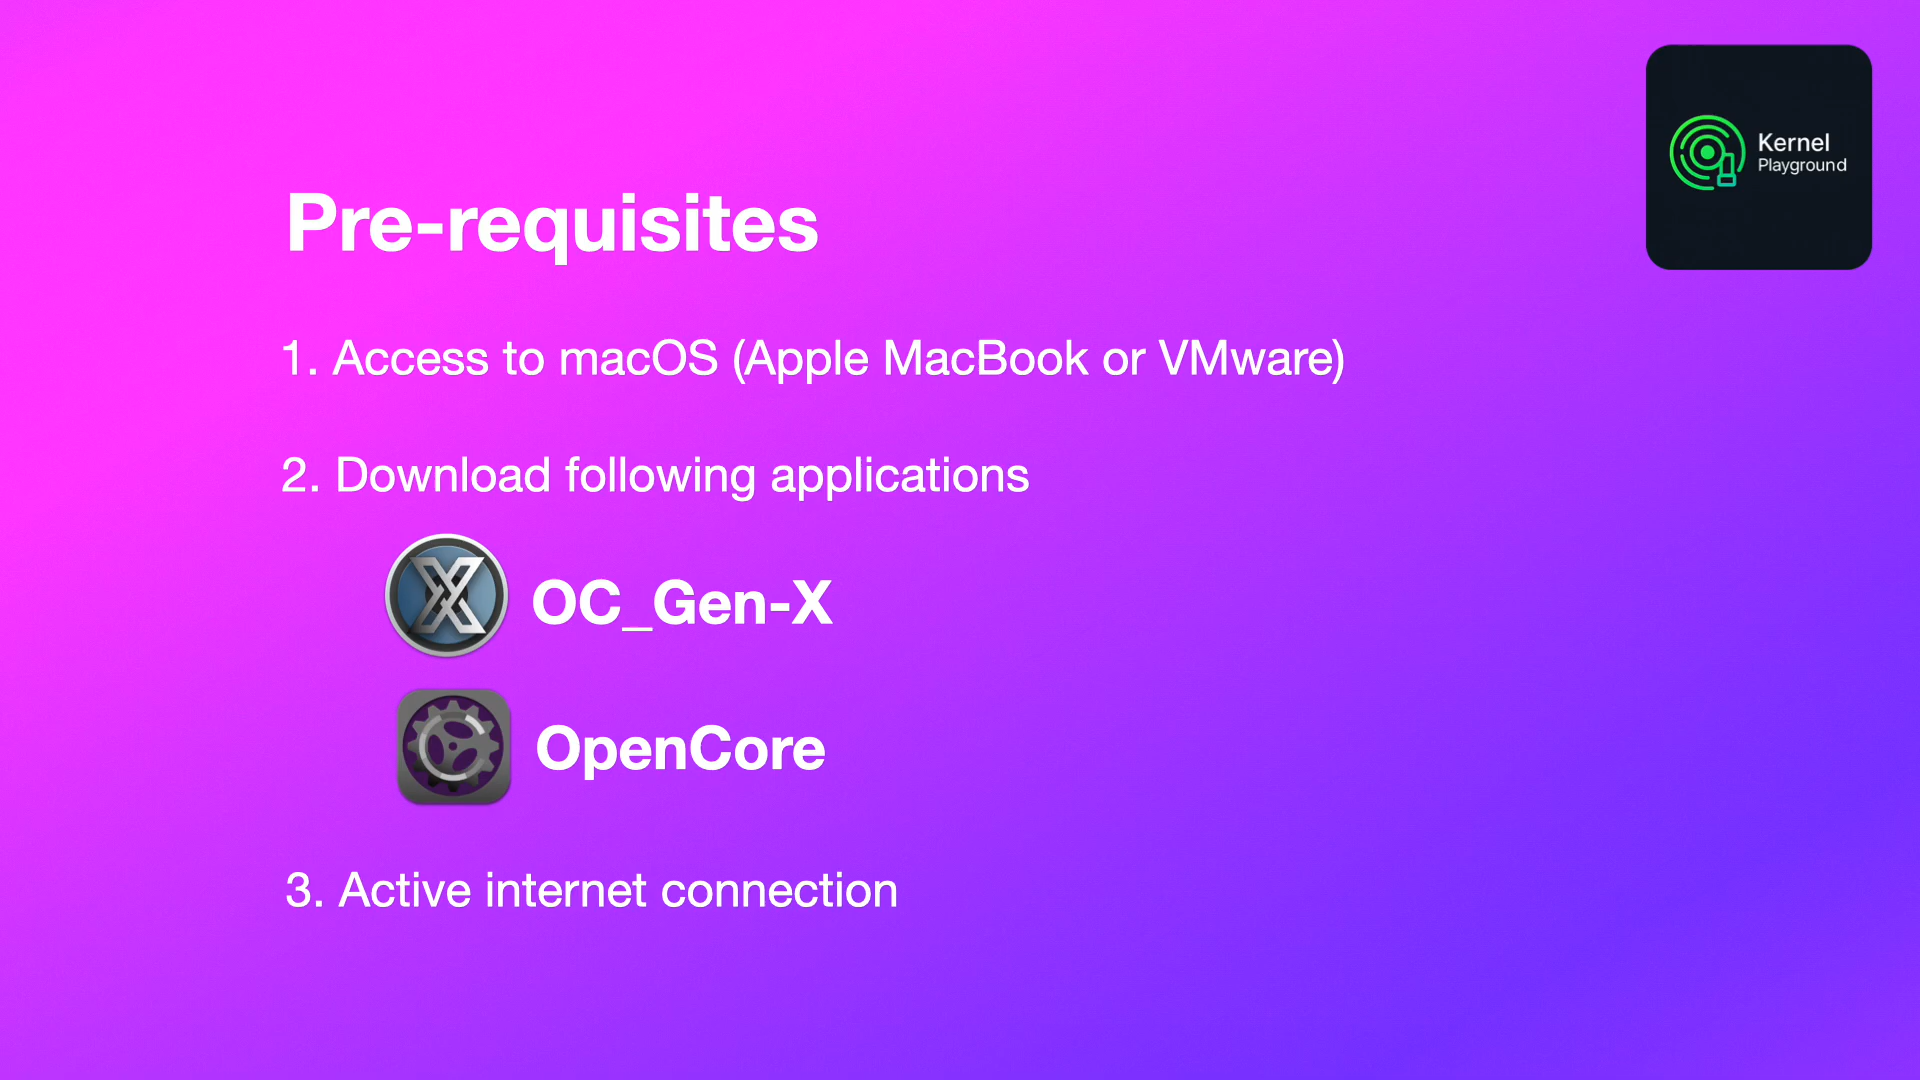 Kernel
Playground
Pre-requisites
1. Access to macOS (Apple MacBook or VMware)
2. Download following applications
OC_Gen-X
OpenCore
3. Active internet connection